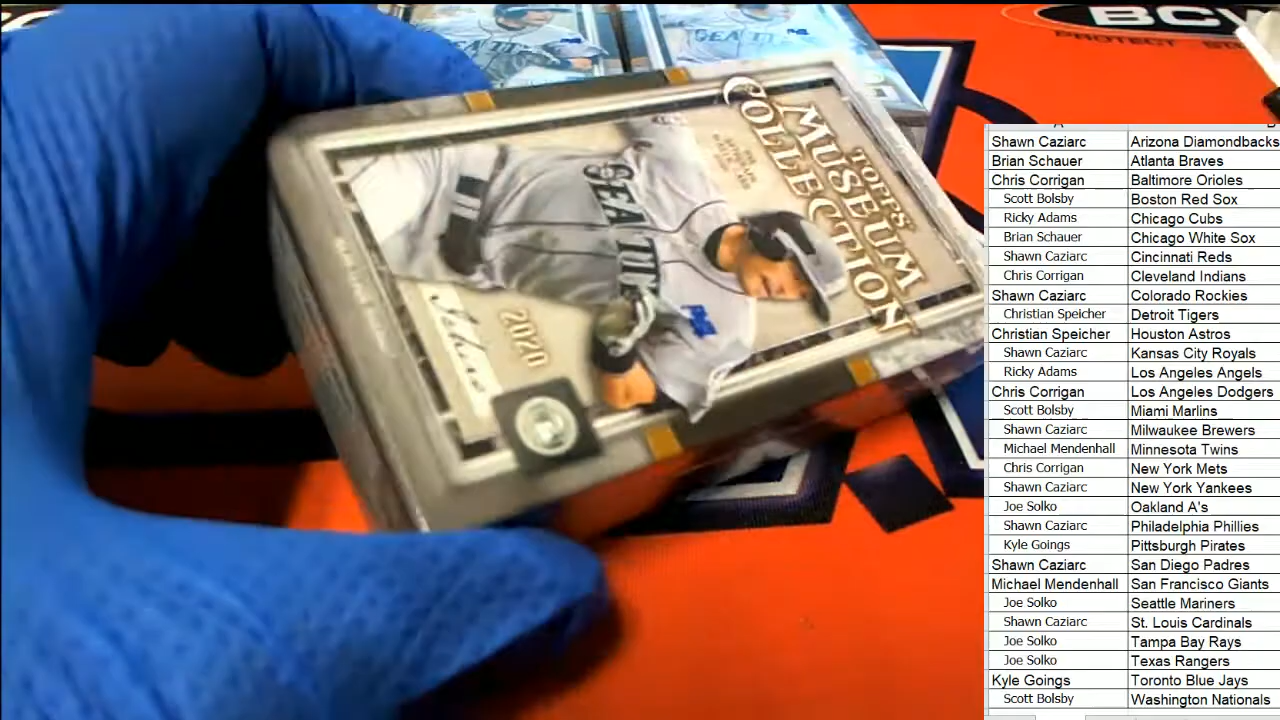 BCW
PROTECT
TOPPS
MUSEUM
COLLECTION
SEATTLE
2020
Ichiro
Shawn Caziarc Arizona Diamondbacks
Brian Schauer Atlanta Braves
Chris Corrigan Baltimore Orioles
Scott Bolsby Boston Red Sox
Ricky Adams Chicago Cubs
Brian Schauer Chicago White Sox
Shawn Caziarc Cincinnati Reds
Chris Corrigan Cleveland Indians
Shawn Caziarc Colorado Rockies
Christian Speicher Detroit Tigers
Christian Speicher Houston Astros
Shawn Caziarc Kansas City Royals
Ricky Adams Los Angeles Angels
Chris Corrigan Los Angeles Dodgers
Scott Bolsby Miami Marlins
Shawn Caziarc Milwaukee Brewers
Michael Mendenhall Minnesota Twins
Chris Corrigan New York Mets
Shawn Caziarc New York Yankees
Joe Solko Oakland A's
Shawn Caziarc Philadelphia Phillies
Kyle Goings Pittsburgh Pirates
Shawn Caziarc San Diego Padres
Michael Mendenhall San Francisco Giants
Joe Solko Seattle Mariners
Shawn Caziarc St. Louis Cardinals
Joe Solko Tampa Bay Rays
Joe Solko Texas Rangers
Kyle Goings Toronto Blue Jays
Scott Bolsby Washington Nationals